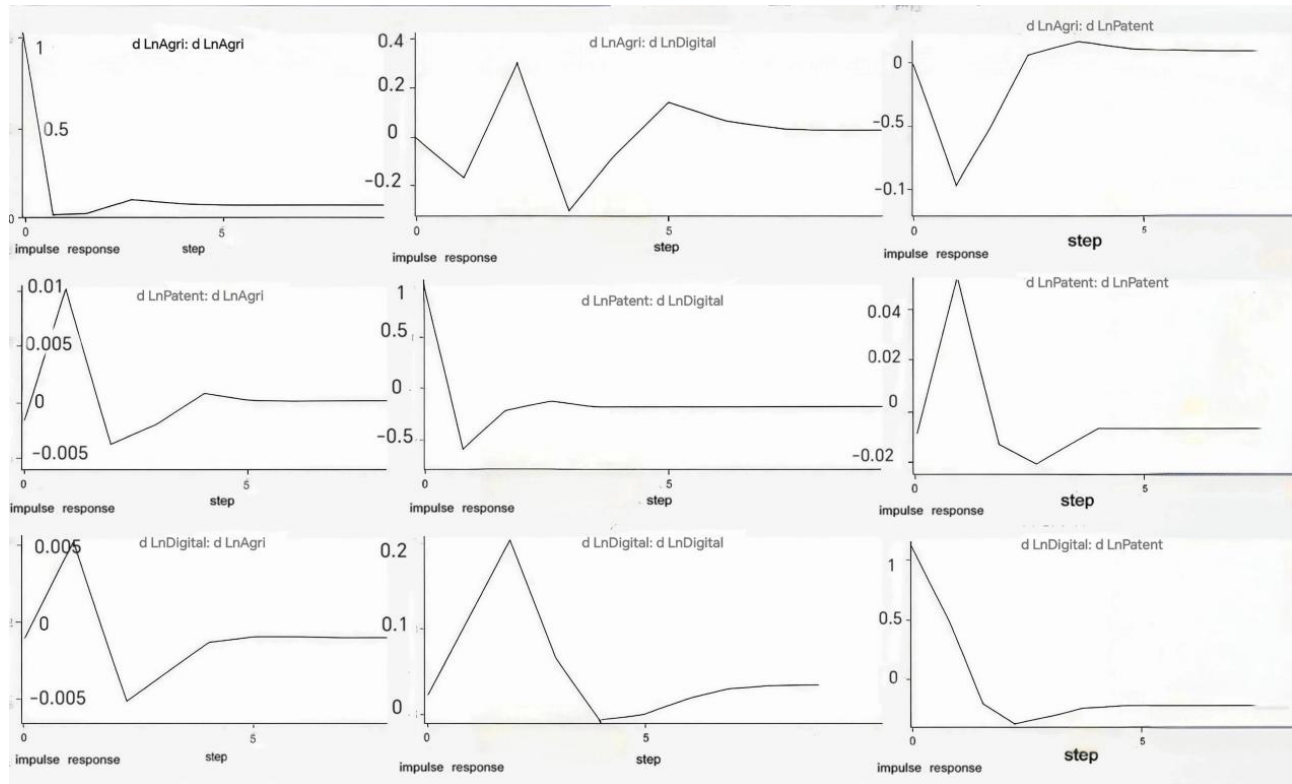 d LnAgri: d LnAgri
1
0.5
0
0 5
impulse response step
d LnAgri: d LnDigital
0.4
0.2
0
-0.2
0 5
step
impulse response
d LnAgri: d LnPatent
0
-0.5
-0.1
0 5
step
impulse response
d LnPatent: d LnAgri
0.01
0.005
0
-0.005
0 5
step
impulse response
d LnPatent: d LnDigital
1
0.5
0
-0.5
0 5
step
impulse response
d LnPatent: d LnPatent
0.04
0.02
0
-0.02
0 5
step
impulse response
d LnDigital: d LnAgri
0.005
0
-0.005
0 5
impulse response step
d LnDigital: d LnDigital
0.2
0.1
0
0 5
step
impulse response
d LnDigital: d LnPatent
1
0.5
0
0 5
step
impulse response